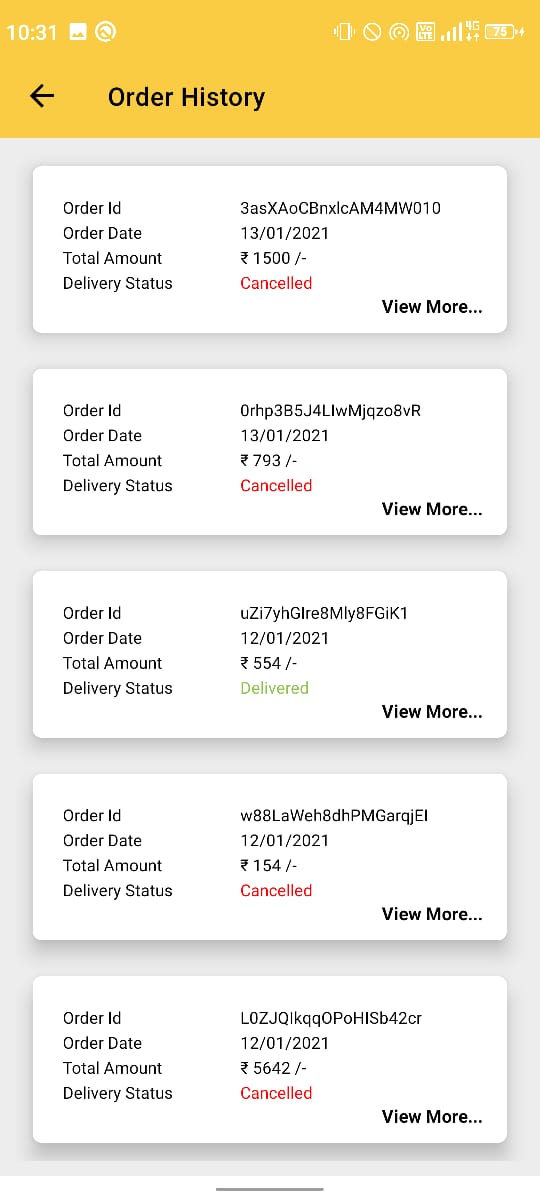 10:31
VO LTE 4G 75
Order History
Order Id 3asXAoCBnxlcAM4MW010
Order Date 13/01/2021
Total Amount ₹ 1500 /-
Delivery Status Cancelled
View More...
Order Id 0rhp3B5J4LIwMjqzo8vR
Order Date 13/01/2021
Total Amount ₹ 793 /-
Delivery Status Cancelled
View More...
Order Id uZi7yhGIre8Mly8FGiK1
Order Date 12/01/2021
Total Amount ₹ 554 /-
Delivery Status Delivered
View More...
Order Id w88LaWeh8dhPMGarqjEI
Order Date 12/01/2021
Total Amount ₹ 154 /-
Delivery Status Cancelled
View More...
Order Id L0ZJQIkqqOPoHISb42cr
Order Date 12/01/2021
Total Amount ₹ 5642 /-
Delivery Status Cancelled
View More...